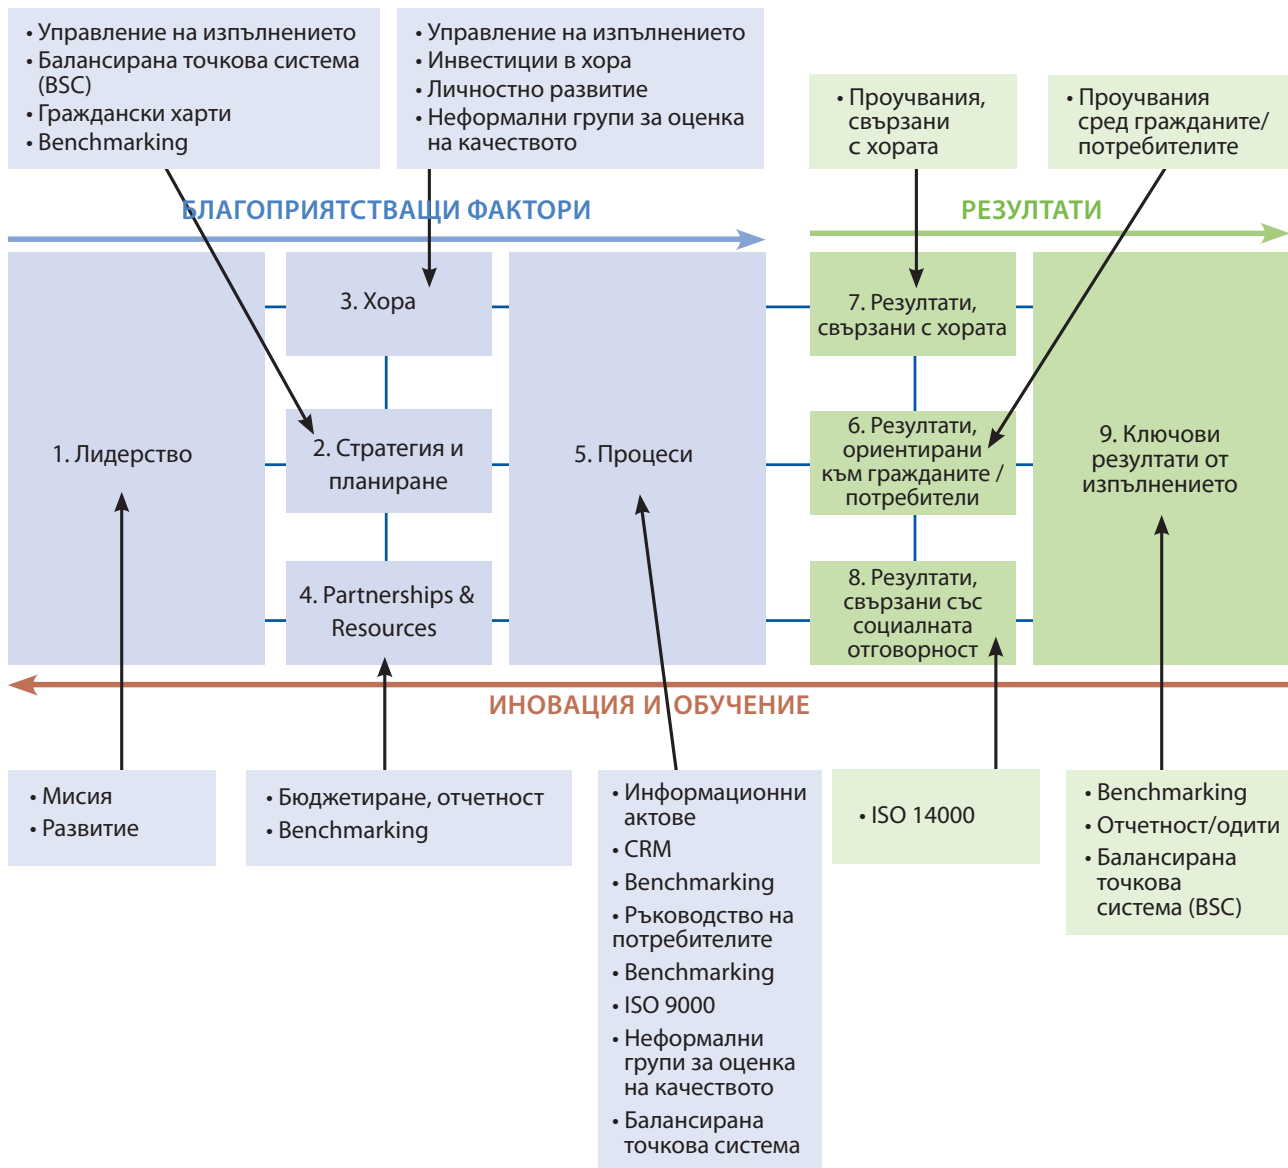 • Управление на изпълнението
• Балансирана точкова система
(BSC)
• Граждански харти
• Benchmarking
• Управление на изпълнението
• Инвестиции в хора
• Личностно развитие
• Неформални групи за оценка
на качеството
• Проучвания,
свързани
с хората
• Проучвания
сред гражданите/
потребителите
БЛАГОПРИЯТСТВАЩИ ФАКТОРИ
РЕЗУЛТАТИ
1. Лидерство
3. Хора
2. Стратегия и
планиране
4. Partnerships &
Resources
5. Процеси
7. Резултати,
свързани с хората
6. Резултати,
ориентирани
към гражданите /
потребители
8. Резултати,
свързани със
социалната
отговорност
9. Ключови
резултати от
изпълнението
ИНОВАЦИЯ И ОБУЧЕНИЕ
• Мисия
• Развитие
• Бюджетиране, отчетност
• Benchmarking
• Информационни
актове
• CRM
• Benchmarking
• Ръководство на
потребителите
• Benchmarking
• ISO 9000
• Неформални
групи за оценка
на качеството
• Балансирана
точкова система
• ISO 14000
• Benchmarking
• Отчетност/одити
• Балансирана
точкова
система (BSC)